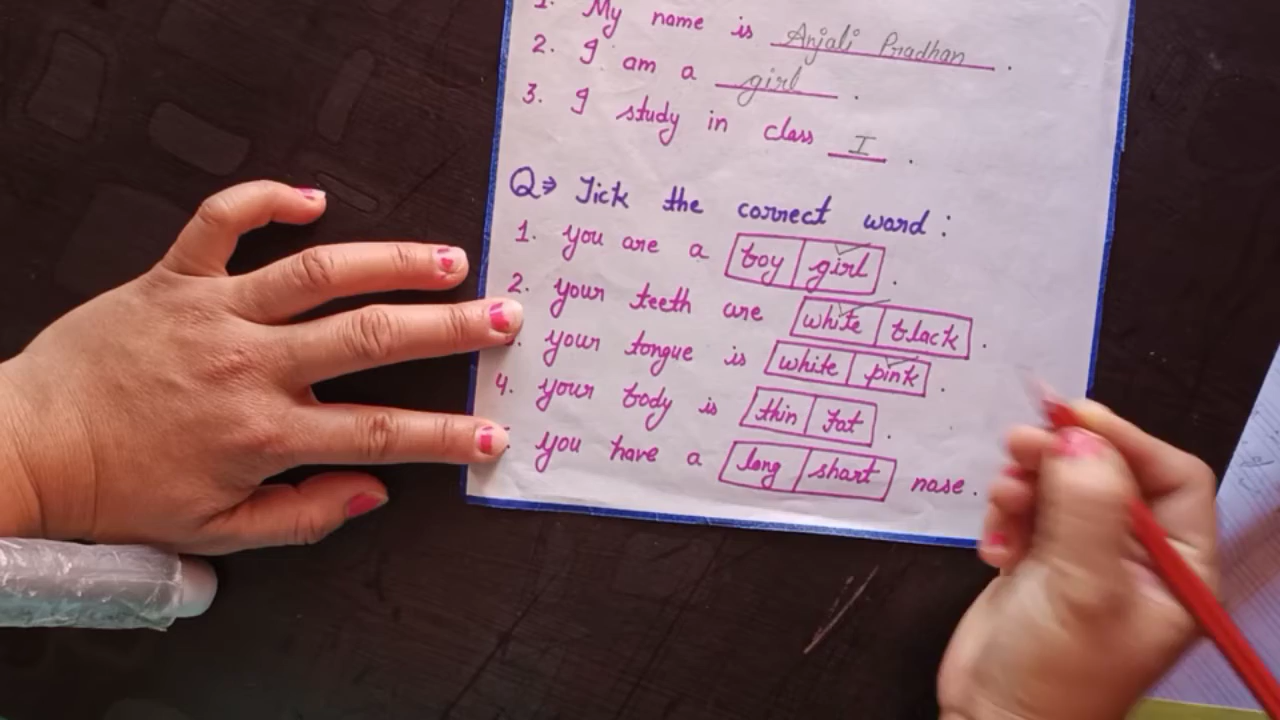 1. My name is Anjali Pradhan.
2. I am a girl.
3. I study in class I.
Q⇒ Tick the correct word:
1. you are a boy girl.
2. your teeth are white black.
. your tongue is white pink.
4. your body is thin fat.
. you have a long short nose.